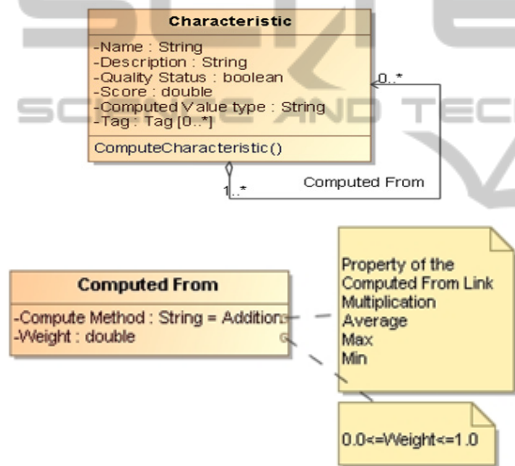 Characteristic
-Name : String
-Description : String
-Quality Status : boolean
-Score : double
-Computed Value type : String
-Tag : Tag [0..*]
ComputeCharacteristic()
0..*
1..*
Computed From
Computed From
-Compute Method : String = Addition
-Weight : double
Property of the
Computed From Link
Multiplication
Average
Max
Min
0.0<=Weight<=1.0